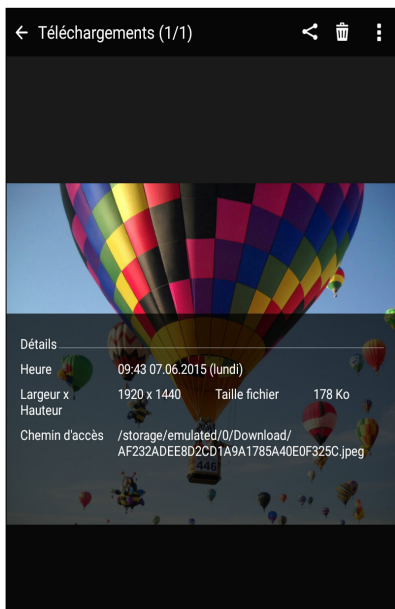 Téléchargements (1/1)
Détails
Heure 09:43 07.06.2015 (lundi)
Largeur x Hauteur 1920 x 1440 Taille fichier 178 Ko
Chemin d'accès /storage/emulated/0/Download/
AF232ADEE8D2CD1A9A1785A40E0F325C.jpeg
446